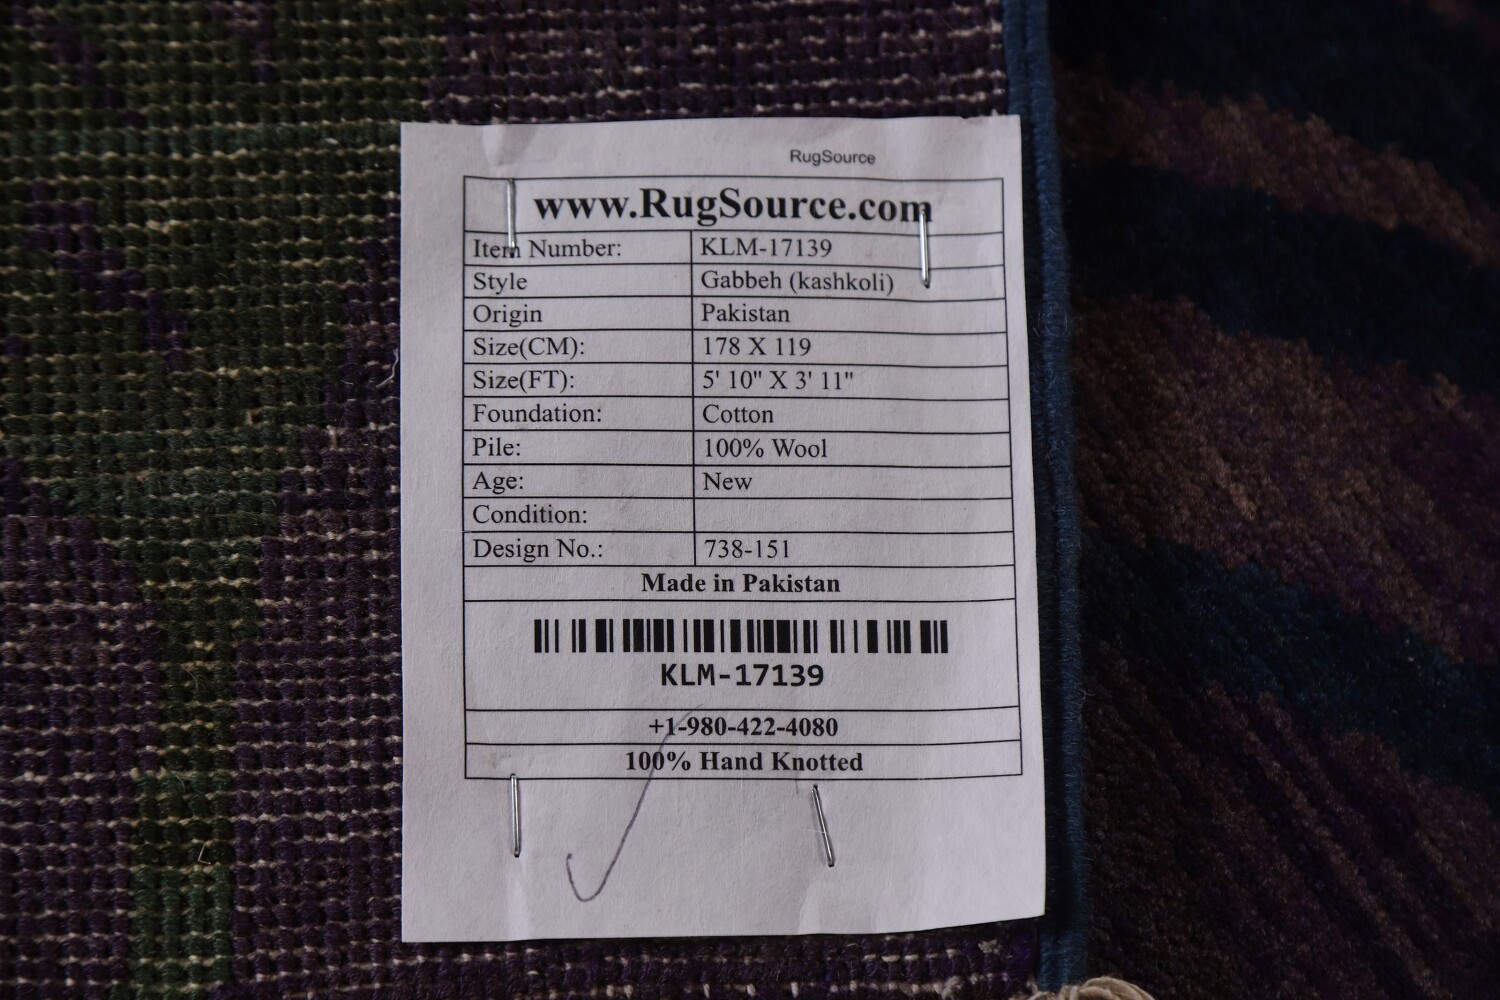 RugSource
www.RugSource.com
Item Number: KLM-17139
Style Gabbeh (kashkoli)
Origin Pakistan
Size(CM): 178 X 119
Size(FT): 5' 10" X 3' 11"
Foundation: Cotton
Pile: 100% Wool
Age: New
Condition:
Design No.: 738-151
Made in Pakistan
KLM-17139
+1-980-422-4080
100% Hand Knotted